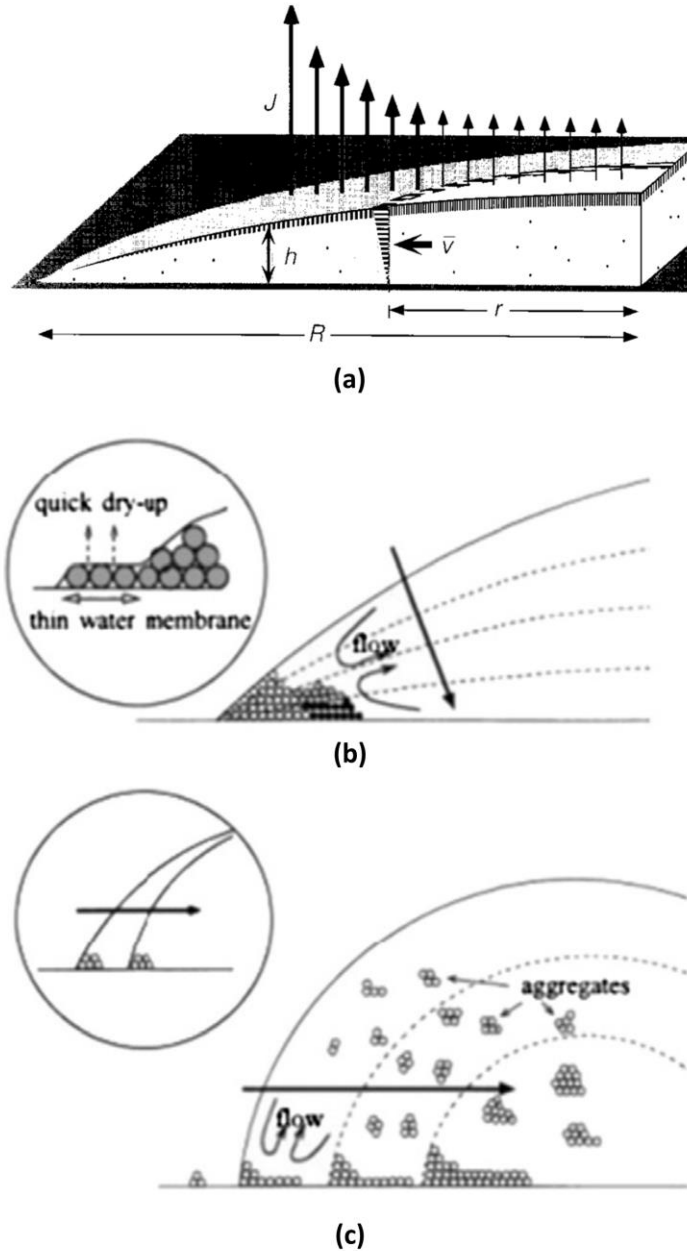 J
h
v̄
r
R
(a)
quick dry-up
thin water membrane
flow
(b)
aggregates
flow
(c)